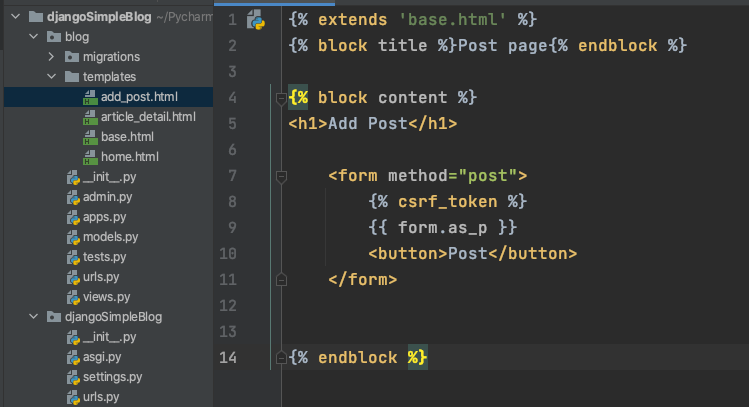 djangoSimpleBlog ~/Pycharm
blog
migrations
templates
add_post.html
article_detail.html
base.html
home.html
__init__.py
admin.py
apps.py
models.py
tests.py
urls.py
views.py
djangoSimpleBlog
__init__.py
asgi.py
settings.py
urls.py
1 {% extends 'base.html' %}
2 {% block title %}Post page{% endblock %}
3
4 {% block content %}
5 <h1>Add Post</h1>
6
7 <form method="post">
8 {% csrf_token %}
9 {{ form.as_p }}
10 <button>Post</button>
11 </form>
12
13
14 {% endblock %}